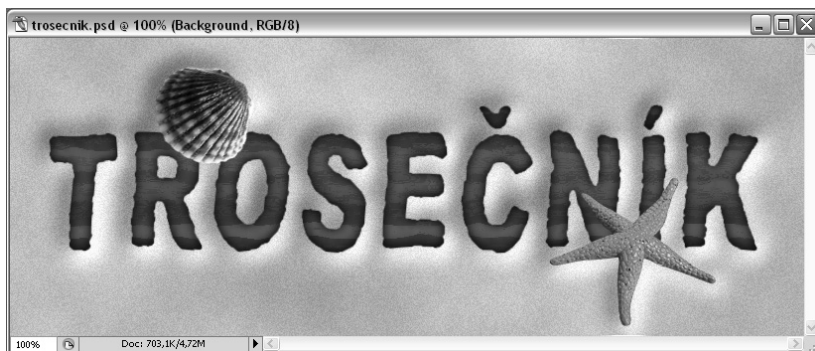 trosecnik.psd @ 100% (Background, RGB/8)
TROSEČNÍK
100%
Doc: 703,1K/4,72M